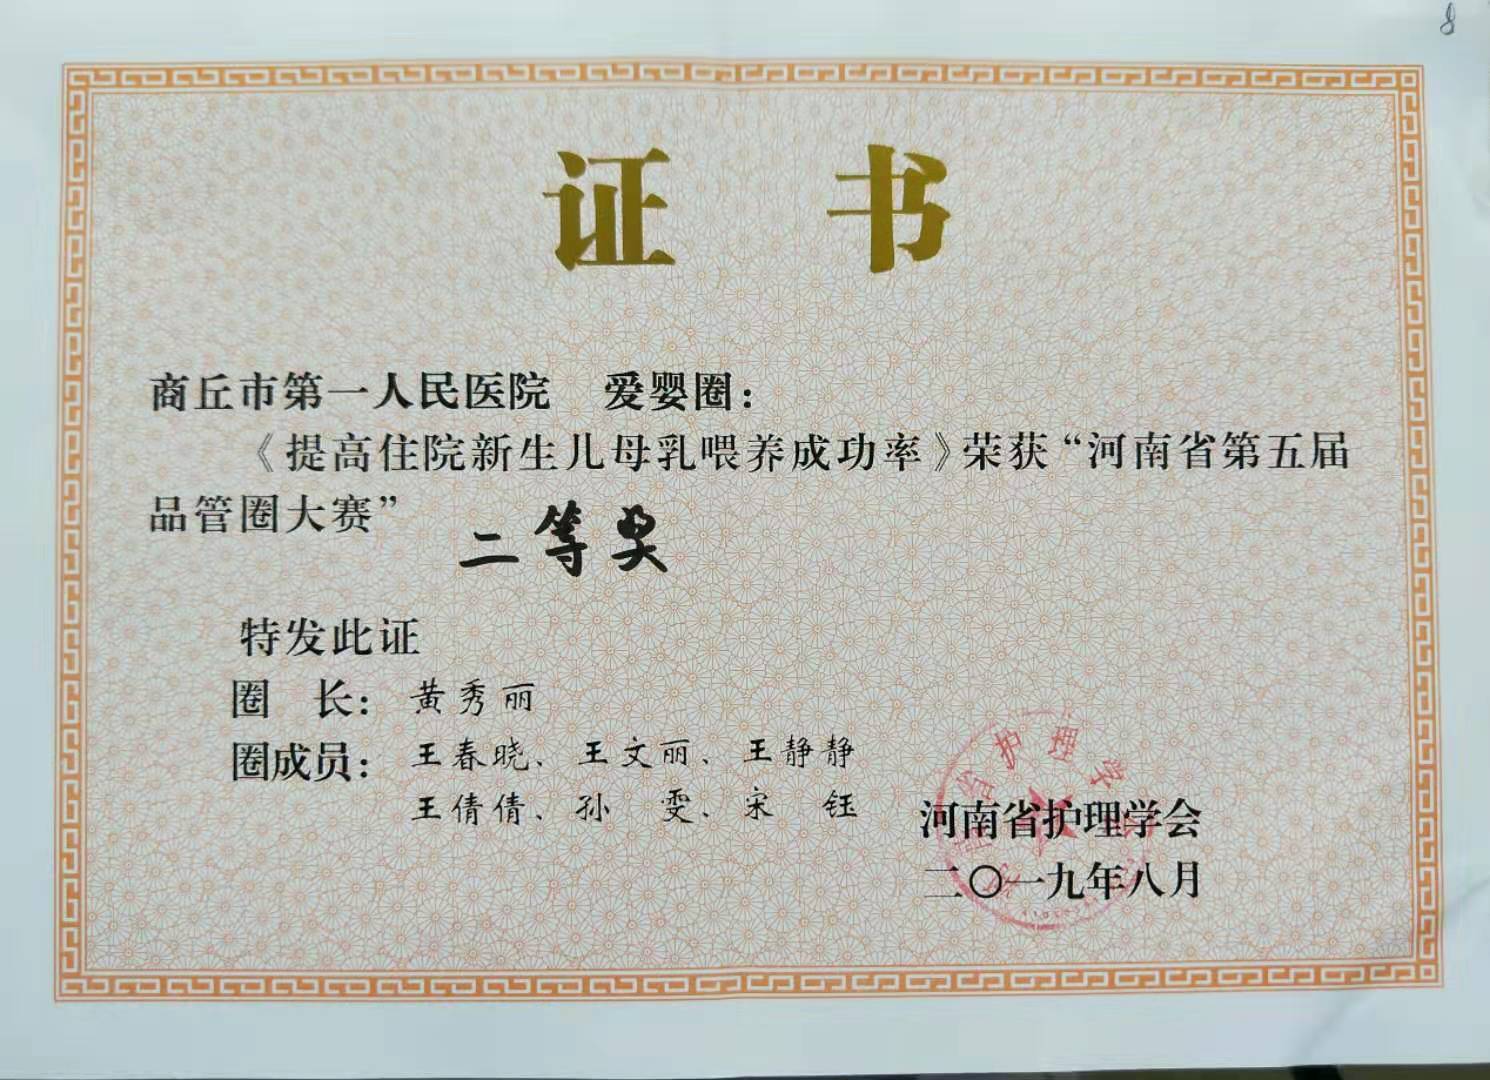 8
证 书
商丘市第一人民医院 爱婴圈：
《提高住院新生儿母乳喂养成功率》荣获“河南省第五届
品管圈大赛” 二等奖
特发此证
圈 长：黄秀丽
圈成员：王春晓、王文丽、王静静
王倩倩、孙 雯、宋 钰
河南省护理学会
二〇一九年八月